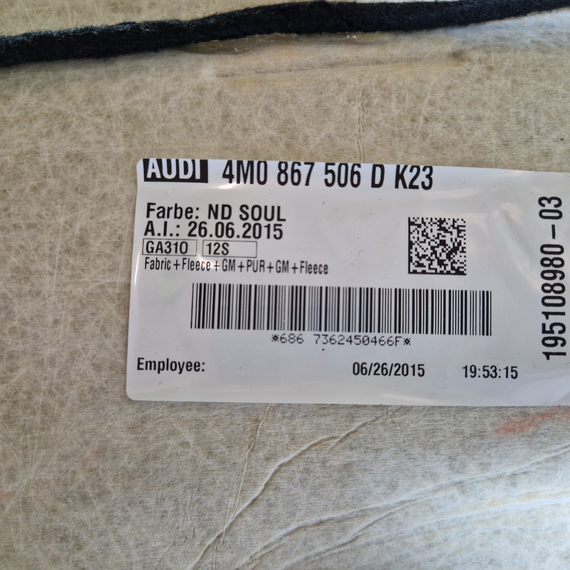 AUDI 4M0 867 506 D K23
Farbe: ND SOUL
A.I.: 26.06.2015
GA310 12S
Fabric+Fleece+GM+PUR+GM+Fleece
*686 7362450466F*
Employee: 06/26/2015 19:53:15
195108980-03